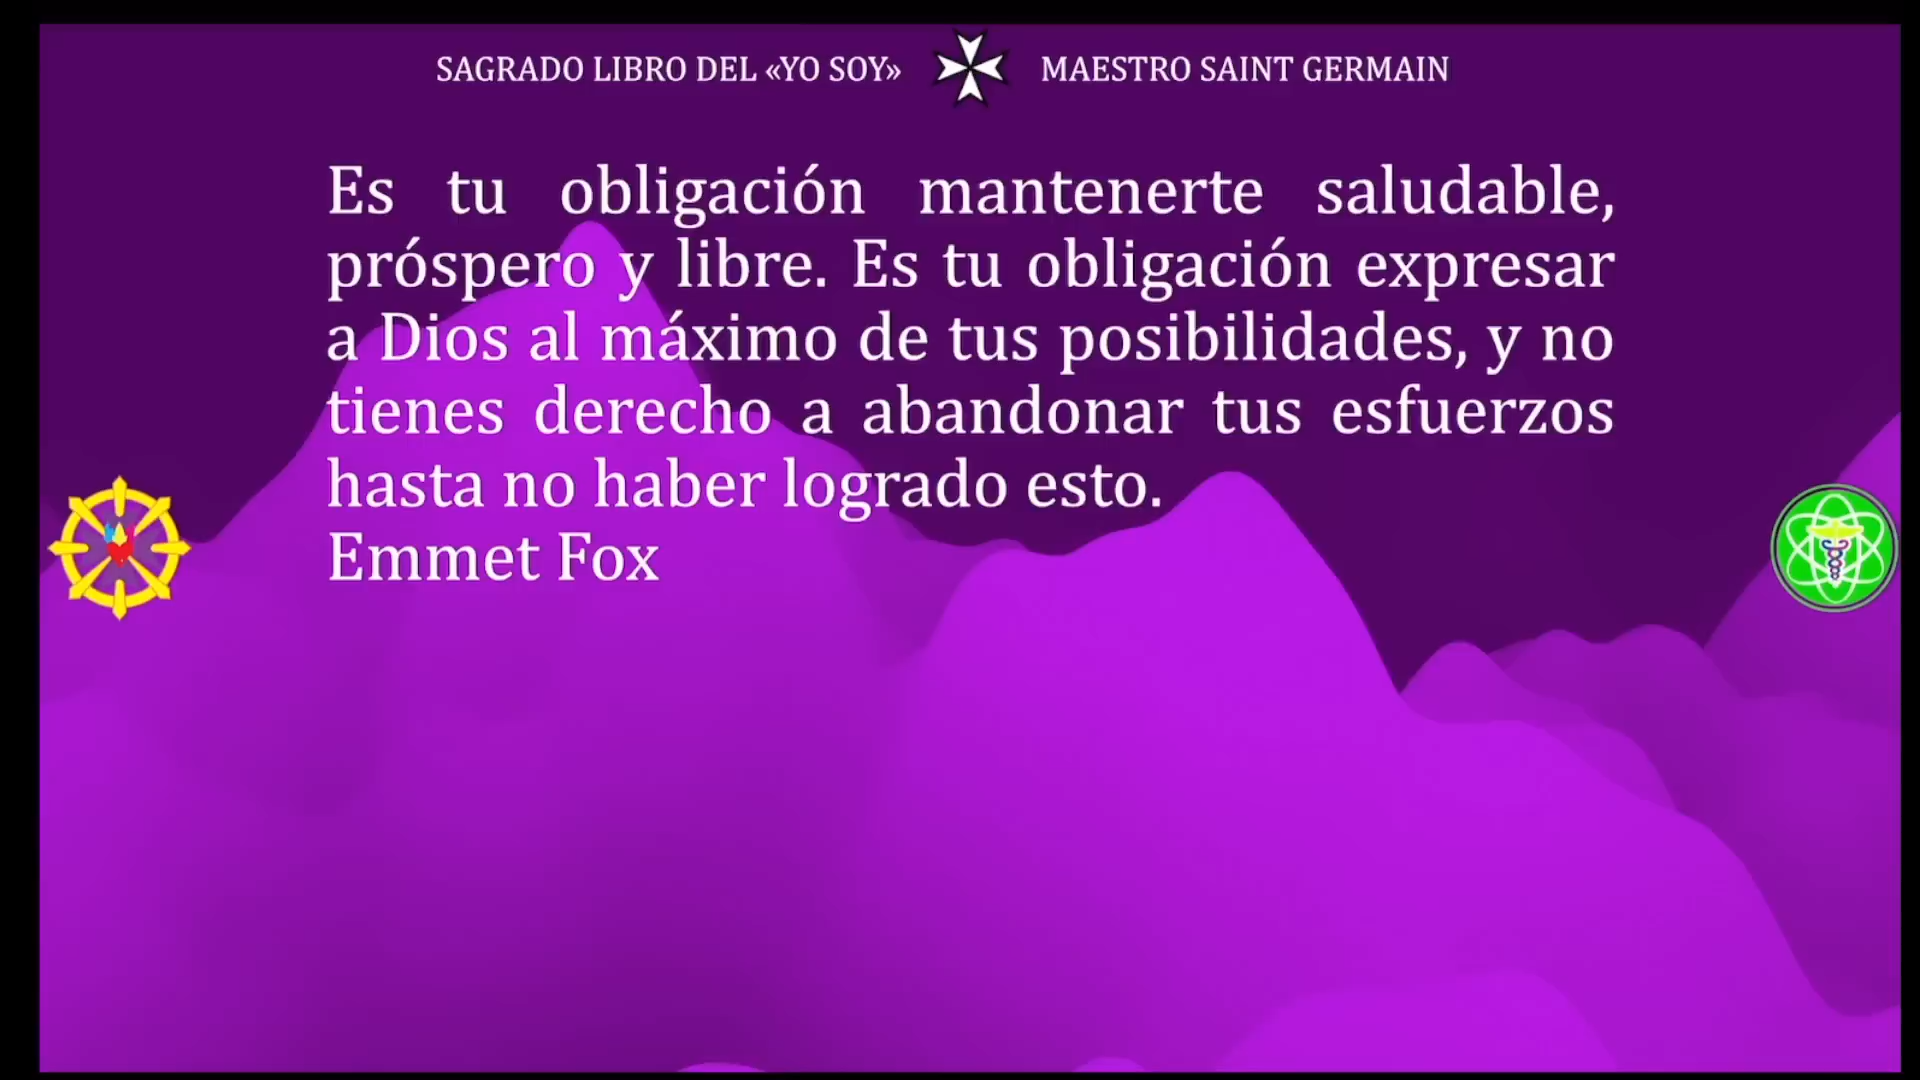 SAGRADO LIBRO DEL «YO SOY» MAESTRO SAINT GERMAIN
Es tu obligación mantenerte saludable,
próspero y libre. Es tu obligación expresar
a Dios al máximo de tus posibilidades, y no
tienes derecho a abandonar tus esfuerzos
hasta no haber logrado esto.
Emmet Fox